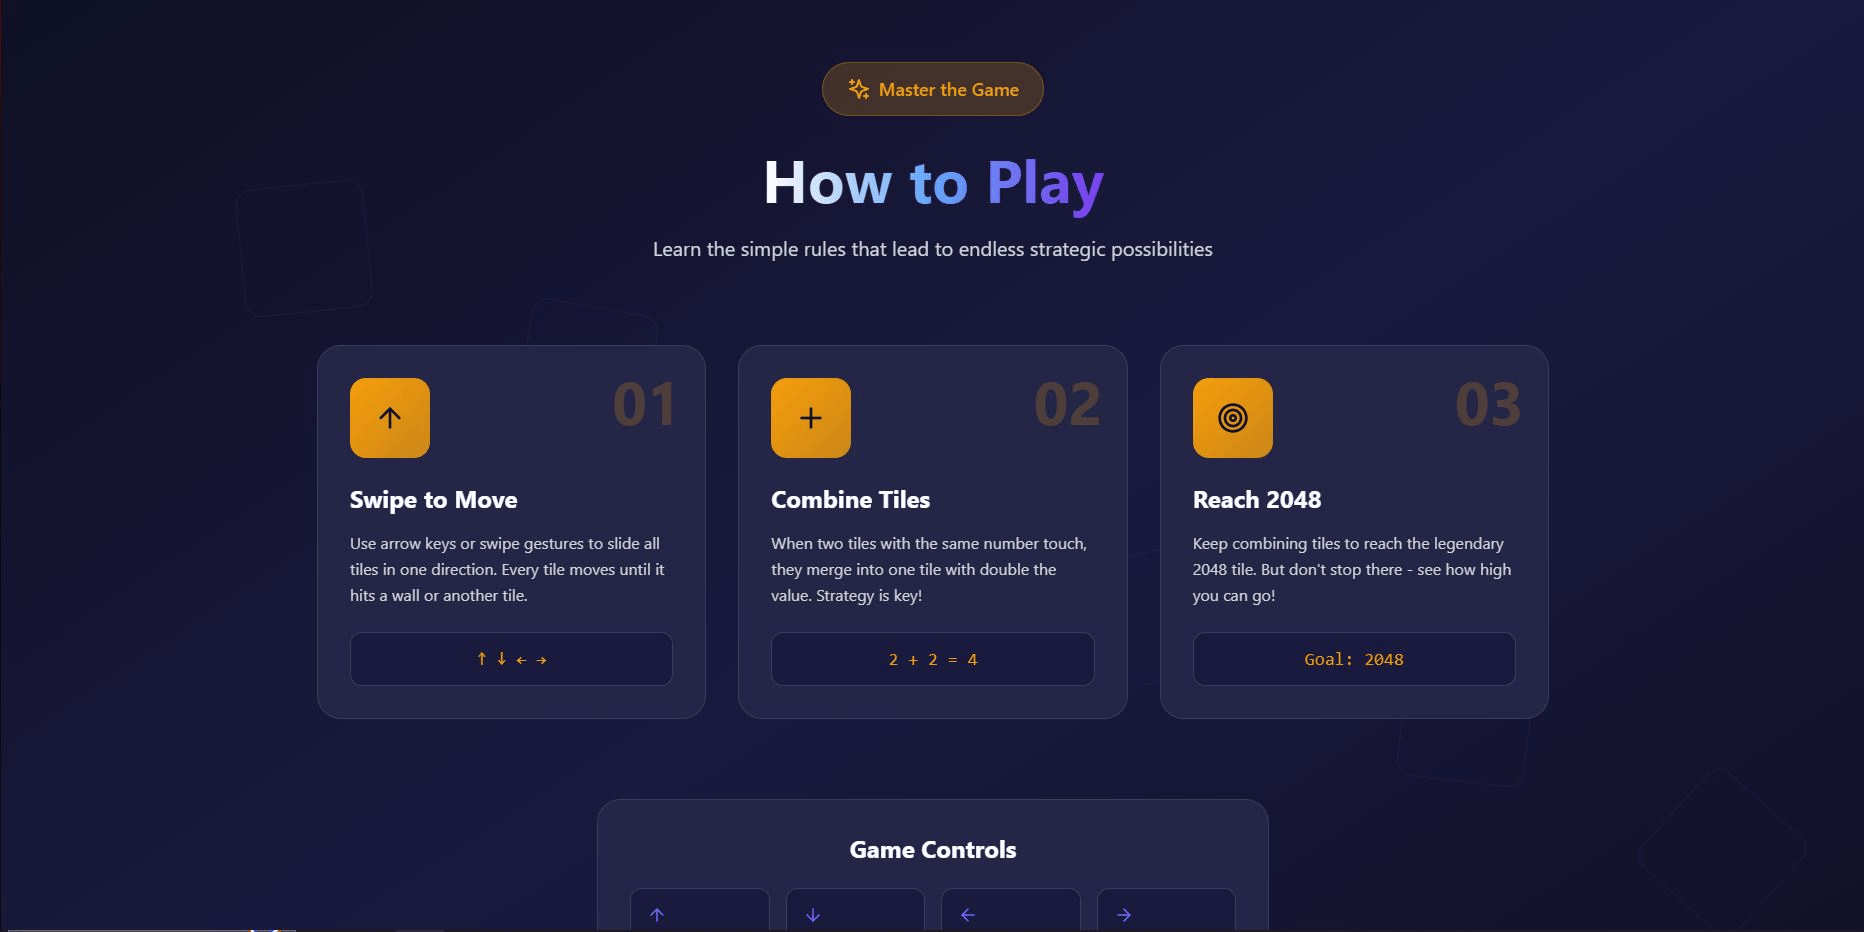 Master the Game
How to Play
Learn the simple rules that lead to endless strategic possibilities
01
Swipe to Move
Use arrow keys or swipe gestures to slide all
tiles in one direction. Every tile moves until it
hits a wall or another tile.
↑ ↓ ← →
02
Combine Tiles
When two tiles with the same number touch,
they merge into one tile with double the
value. Strategy is key!
2 + 2 = 4
03
Reach 2048
Keep combining tiles to reach the legendary
2048 tile. But don't stop there - see how high
you can go!
Goal: 2048
Game Controls